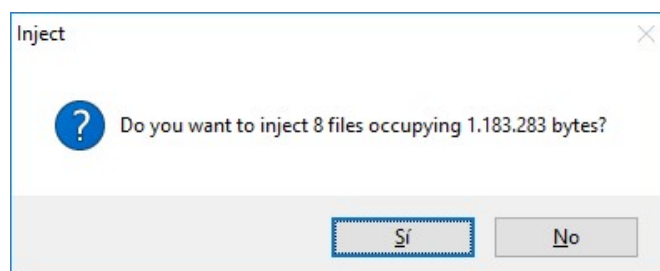 Inject
Do you want to inject 8 files occupying 1.183.283 bytes?
Sí
No